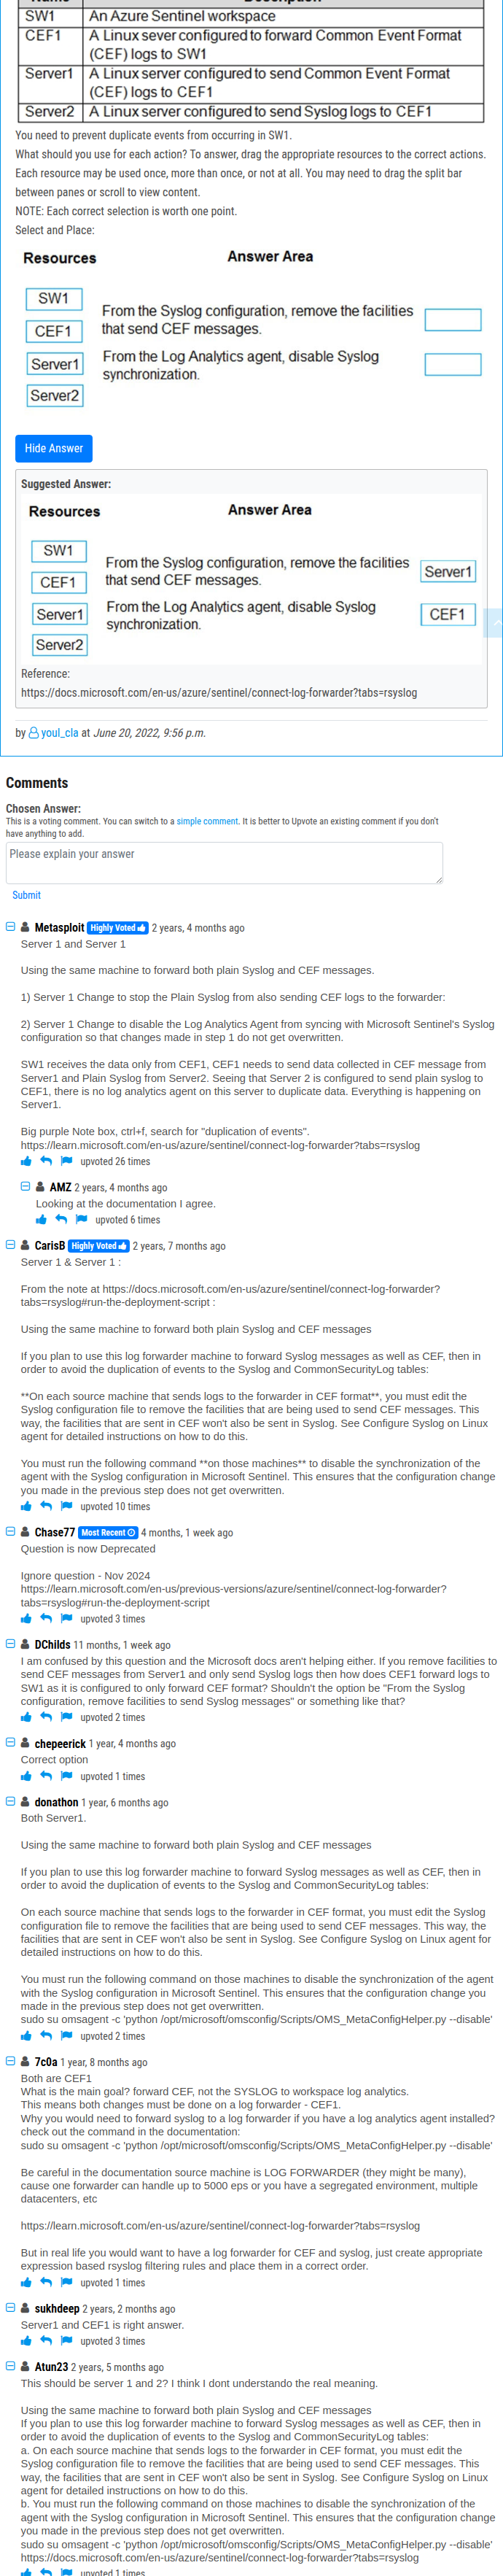 SW1 An Azure Sentinel workspace
CEF1 A Linux sever configured to forward Common Event Format
(CEF) logs to SW1
Server1 A Linux server configured to send Common Event Format
(CEF) logs to CEF1
Server2 A Linux server configured to send Syslog logs to CEF1
You need to prevent duplicate events from occurring in SW1.
What should you use for each action? To answer, drag the appropriate resources to the correct actions.
Each resource may be used once, more than once, or not at all. You may need to drag the split bar
between panes or scroll to view content.
NOTE: Each correct selection is worth one point.
Select and Place:
Resources Answer Area
SW1
CEF1
Server1
Server2
From the Syslog configuration, remove the facilities
that send CEF messages.
From the Log Analytics agent, disable Syslog
synchronization.
Hide Answer
Suggested Answer:
Resources Answer Area
SW1
CEF1
Server1
Server2
From the Syslog configuration, remove the facilities
that send CEF messages.
Server1
From the Log Analytics agent, disable Syslog
synchronization.
CEF1
Reference:
https://docs.microsoft.com/en-us/azure/sentinel/connect-log-forwarder?tabs=rsyslog
by youl_cla at June 20, 2022, 9:56 p.m.
Comments
Chosen Answer:
This is a voting comment. You can switch to a simple comment. It is better to Upvote an existing comment if you don't
have anything to add.
Please explain your answer
Submit
Metasploit Highly Voted 2 years, 4 months ago
Server 1 and Server 1
Using the same machine to forward both plain Syslog and CEF messages.
1) Server 1 Change to stop the Plain Syslog from also sending CEF logs to the forwarder:
2) Server 1 Change to disable the Log Analytics Agent from syncing with Microsoft Sentinel's Syslog
configuration so that changes made in step 1 do not get overwritten.
SW1 receives the data only from CEF1, CEF1 needs to send data collected in CEF message from
Server1 and Plain Syslog from Server2. Seeing that Server 2 is configured to send plain syslog to
CEF1, there is no log analytics agent on this server to duplicate data. Everything is happening on
Server1.
Big purple Note box, ctrl+f, search for "duplication of events".
https://learn.microsoft.com/en-us/azure/sentinel/connect-log-forwarder?tabs=rsyslog
upvoted 26 times
AMZ 2 years, 4 months ago
Looking at the documentation I agree.
upvoted 6 times
CarisB Highly Voted 2 years, 7 months ago
Server 1 & Server 1 :
From the note at https://docs.microsoft.com/en-us/azure/sentinel/connect-log-forwarder?
tabs=rsyslog#run-the-deployment-script :
Using the same machine to forward both plain Syslog and CEF messages
If you plan to use this log forwarder machine to forward Syslog messages as well as CEF, then in
order to avoid the duplication of events to the Syslog and CommonSecurityLog tables:
**On each source machine that sends logs to the forwarder in CEF format**, you must edit the
Syslog configuration file to remove the facilities that are being used to send CEF messages. This
way, the facilities that are sent in CEF won't also be sent in Syslog. See Configure Syslog on Linux
agent for detailed instructions on how to do this.
You must run the following command **on those machines** to disable the synchronization of the
agent with the Syslog configuration in Microsoft Sentinel. This ensures that the configuration change
you made in the previous step does not get overwritten.
upvoted 10 times
Chase77 Most Recent 4 months, 1 week ago
Question is now Deprecated
Ignore question - Nov 2024
https://learn.microsoft.com/en-us/previous-versions/azure/sentinel/connect-log-forwarder?
tabs=rsyslog#run-the-deployment-script
upvoted 3 times
DChilds 11 months, 1 week ago
I am confused by this question and the Microsoft docs aren't helping either. If you remove facilities to
send CEF messages from Server1 and only send Syslog logs then how does CEF1 forward logs to
SW1 as it is configured to only forward CEF format? Shouldn't the option be "From the Syslog
configuration, remove facilities to send Syslog messages" or something like that?
upvoted 2 times
chepeerick 1 year, 4 months ago
Correct option
upvoted 1 times
donathon 1 year, 6 months ago
Both Server1.
Using the same machine to forward both plain Syslog and CEF messages
If you plan to use this log forwarder machine to forward Syslog messages as well as CEF, then in
order to avoid the duplication of events to the Syslog and CommonSecurityLog tables:
On each source machine that sends logs to the forwarder in CEF format, you must edit the Syslog
configuration file to remove the facilities that are being used to send CEF messages. This way, the
facilities that are sent in CEF won't also be sent in Syslog. See Configure Syslog on Linux agent for
detailed instructions on how to do this.
You must run the following command on those machines to disable the synchronization of the agent
with the Syslog configuration in Microsoft Sentinel. This ensures that the configuration change you
made in the previous step does not get overwritten.
sudo su omsagent -c 'python /opt/microsoft/omsconfig/Scripts/OMS_MetaConfigHelper.py --disable'
upvoted 2 times
7c0a 1 year, 8 months ago
Both are CEF1
What is the main goal? forward CEF, not the SYSLOG to workspace log analytics.
This means both changes must be done on a log forwarder - CEF1.
Why you would need to forward syslog to a log forwarder if you have a log analytics agent installed?
check out the command in the documentation:
sudo su omsagent -c 'python /opt/microsoft/omsconfig/Scripts/OMS_MetaConfigHelper.py --disable'
Be careful in the documentation source machine is LOG FORWARDER (they might be many),
cause one forwarder can handle up to 5000 eps or you have a segregated environment, multiple
datacenters, etc
https://learn.microsoft.com/en-us/azure/sentinel/connect-log-forwarder?tabs=rsyslog
But in real life you would want to have a log forwarder for CEF and syslog, just create appropriate
expression based rsyslog filtering rules and place them in a correct order.
upvoted 1 times
sukhdeep 2 years, 2 months ago
Server1 and CEF1 is right answer.
upvoted 3 times
Atun23 2 years, 5 months ago
This should be server 1 and 2? I think I dont understando the real meaning.
Using the same machine to forward both plain Syslog and CEF messages
If you plan to use this log forwarder machine to forward Syslog messages as well as CEF, then in
order to avoid the duplication of events to the Syslog and CommonSecurityLog tables:
a. On each source machine that sends logs to the forwarder in CEF format, you must edit the
Syslog configuration file to remove the facilities that are being used to send CEF messages. This
way, the facilities that are sent in CEF won't also be sent in Syslog. See Configure Syslog on Linux
agent for detailed instructions on how to do this.
b. You must run the following command on those machines to disable the synchronization of the
agent with the Syslog configuration in Microsoft Sentinel. This ensures that the configuration change
you made in the previous step does not get overwritten.
sudo su omsagent -c 'python /opt/microsoft/omsconfig/Scripts/OMS_MetaConfigHelper.py --disable'
https://docs.microsoft.com/en-us/azure/sentinel/connect-log-forwarder?tabs=rsyslog
upvoted 1 times